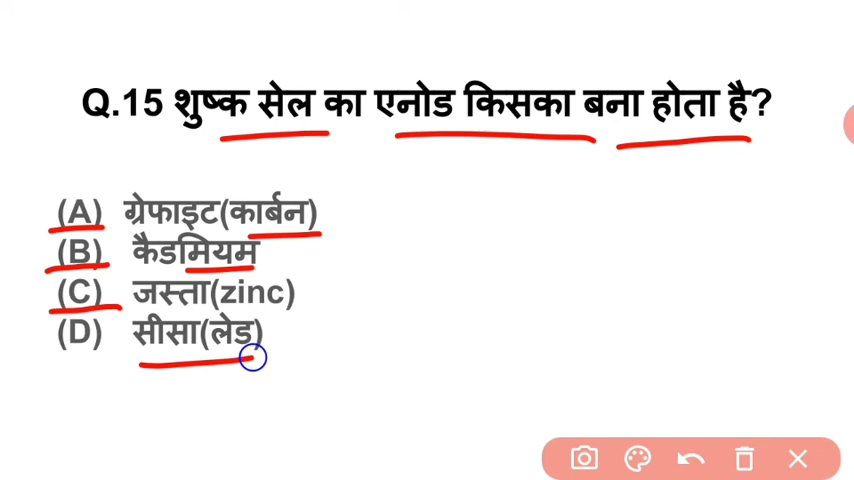 Q.15 शुष्क सेल का एनोड किसका बना होता है?
(A) ग्रेफाइट(कार्बन)
(B) कैडमियम
(C) जस्ता(zinc)
(D) सीसा(लेड)